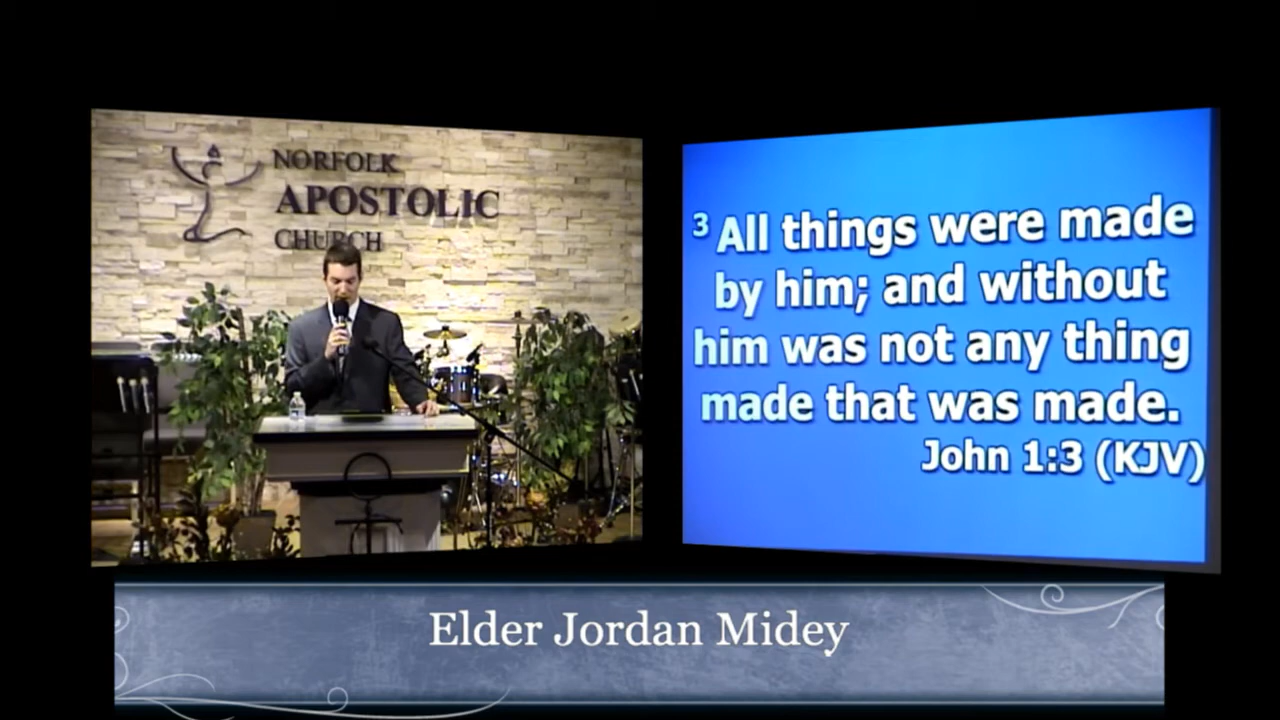 NORFOLK
APOSTOLIC
CHURCH
3 All things were made
by him; and without
him was not any thing
made that was made.
John 1:3 (KJV)
Elder Jordan Midey